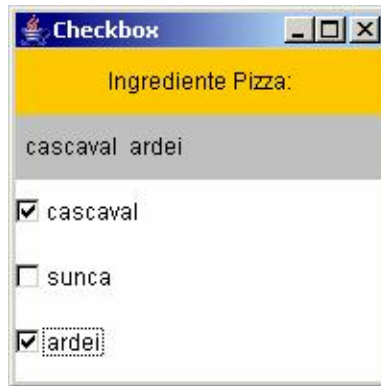 Checkbox
Ingrediente Pizza:
cascaval ardei
cascaval
sunca
ardei